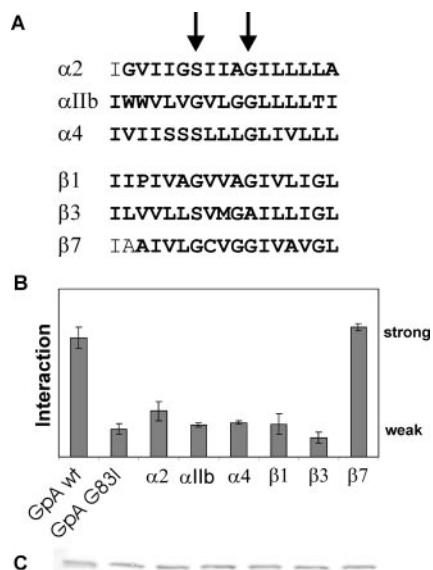 A
α2 IGVIIGSIIAGILLLLA
αIIb IWWVLVGVLGGLLLLTI
α4 IVIISSSLLLGLIVLLL
β1 IIPIVAGVVAGIVLIGL
β3 ILVVLLSVMGAILLIGL
β7 IAAIVLGCVGGIVAVGL
B
Interaction
strong
weak
GpA wt GpA G83I α2 αIIb α4 β1 β3 β7
C